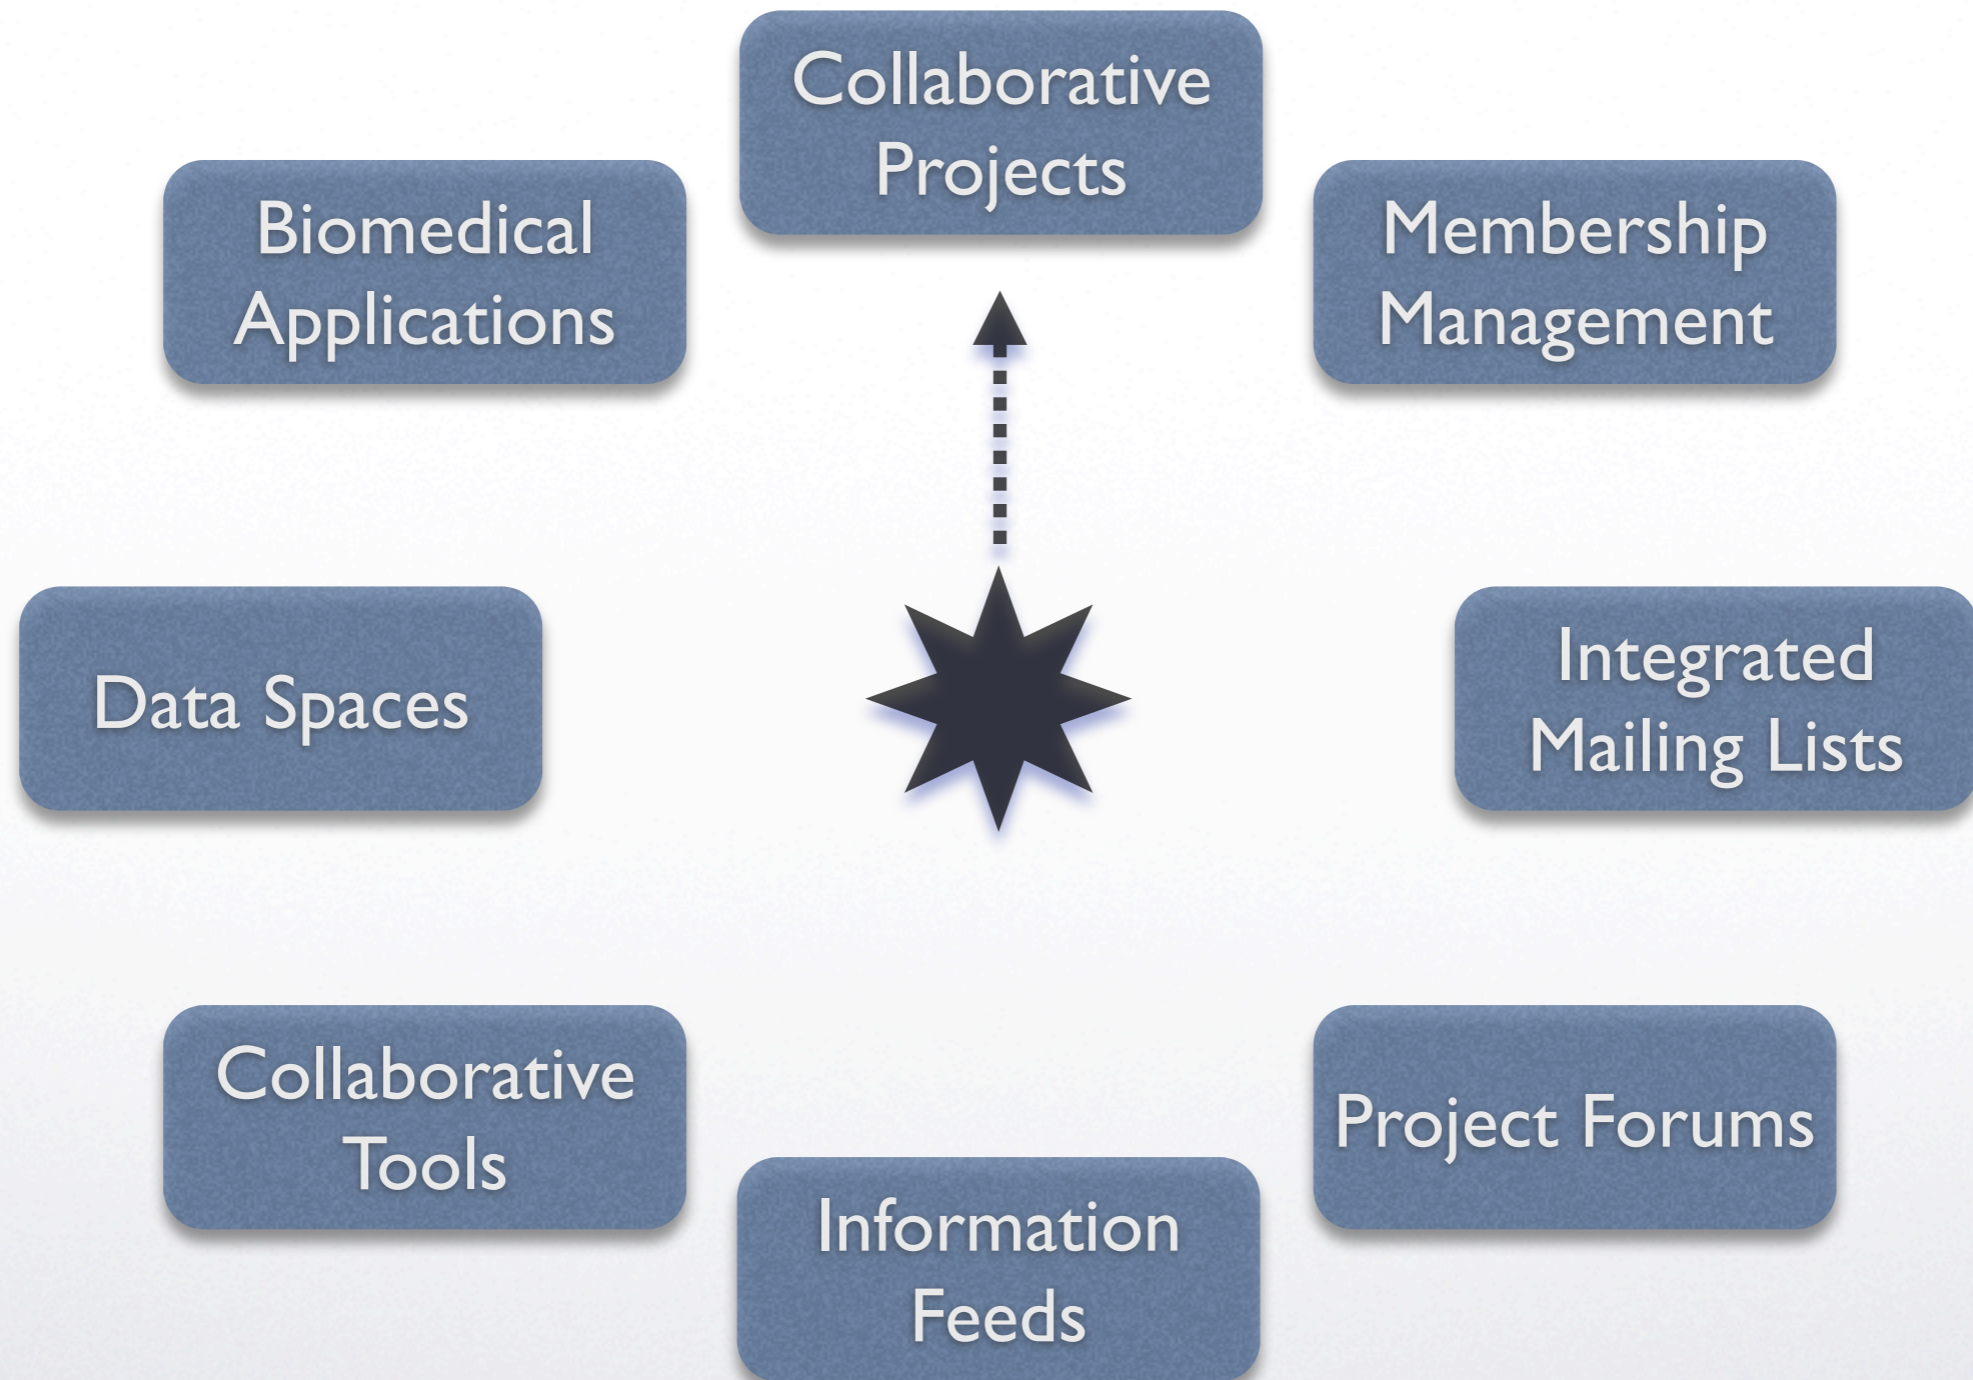 Collaborative
Projects
Biomedical
Applications
Membership
Management
Data Spaces
Integrated
Mailing Lists
Collaborative
Tools
Project Forums
Information
Feeds